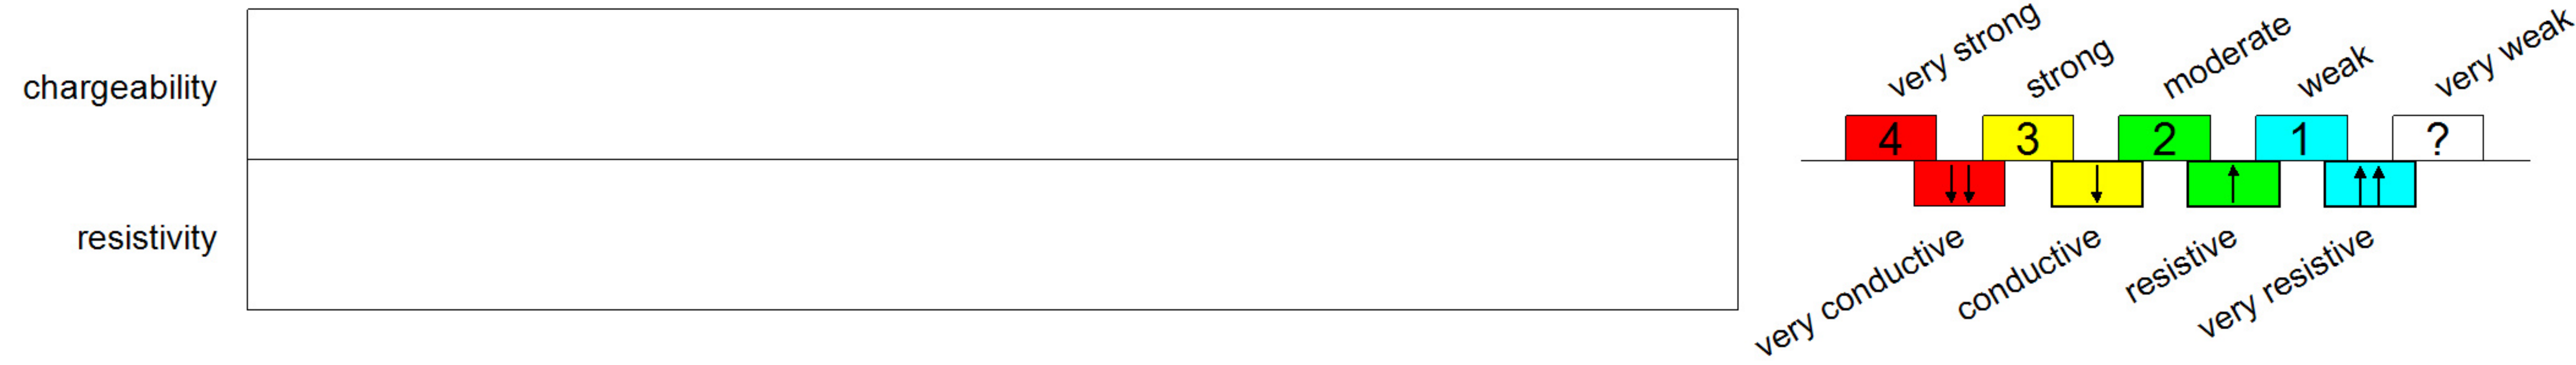 chargeability
resistivity
very strong
strong
moderate
weak
very weak
4
3
2
1
?
very conductive
conductive
resistive
very resistive